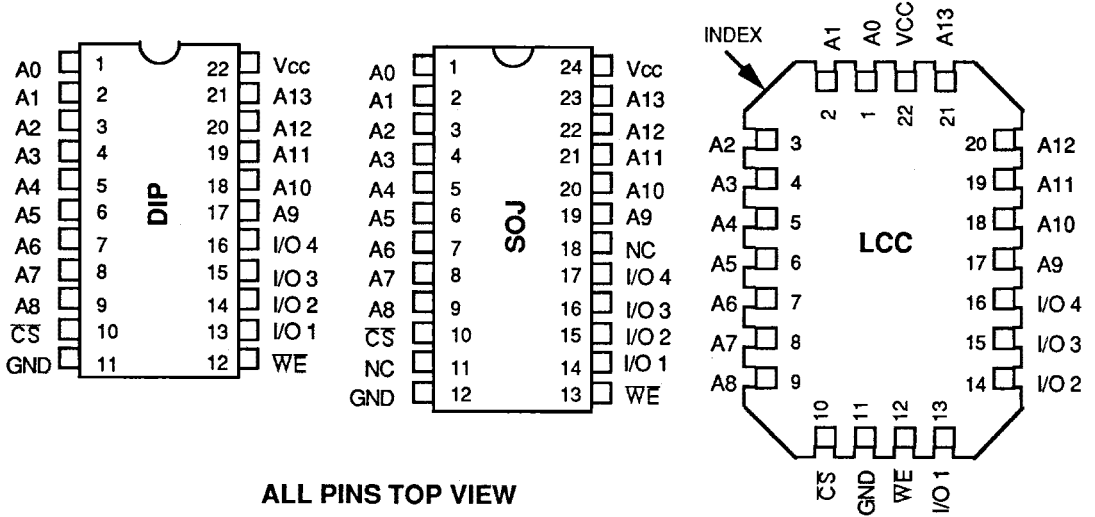 DIP
A0 1 22 Vcc
A1 2 21 A13
A2 3 20 A12
A3 4 19 A11
A4 5 18 A10
A5 6 17 A9
A6 7 16 I/O 4
A7 8 15 I/O 3
A8 9 14 I/O 2
C̅S̅ 10 13 I/O 1
GND 11 12 W̅E̅
SOJ
A0 1 24 Vcc
A1 2 23 A13
A2 3 22 A12
A3 4 21 A11
A4 5 20 A10
A5 6 19 A9
A6 7 18 NC
A7 8 17 I/O 4
A8 9 16 I/O 3
C̅S̅ 10 15 I/O 2
NC 11 14 I/O 1
GND 12 13 W̅E̅
INDEX
A1 A0 VCC A13
2 1 22 21
A2 3 20 A12
A3 4 19 A11
A4 5 18 A10
LCC
A5 6 17 A9
A6 7 16 I/O 4
A7 8 15 I/O 3
A8 9 14 I/O 2
10 11 12 13
C̅S̅ GND W̅E̅ I/O 1
ALL PINS TOP VIEW